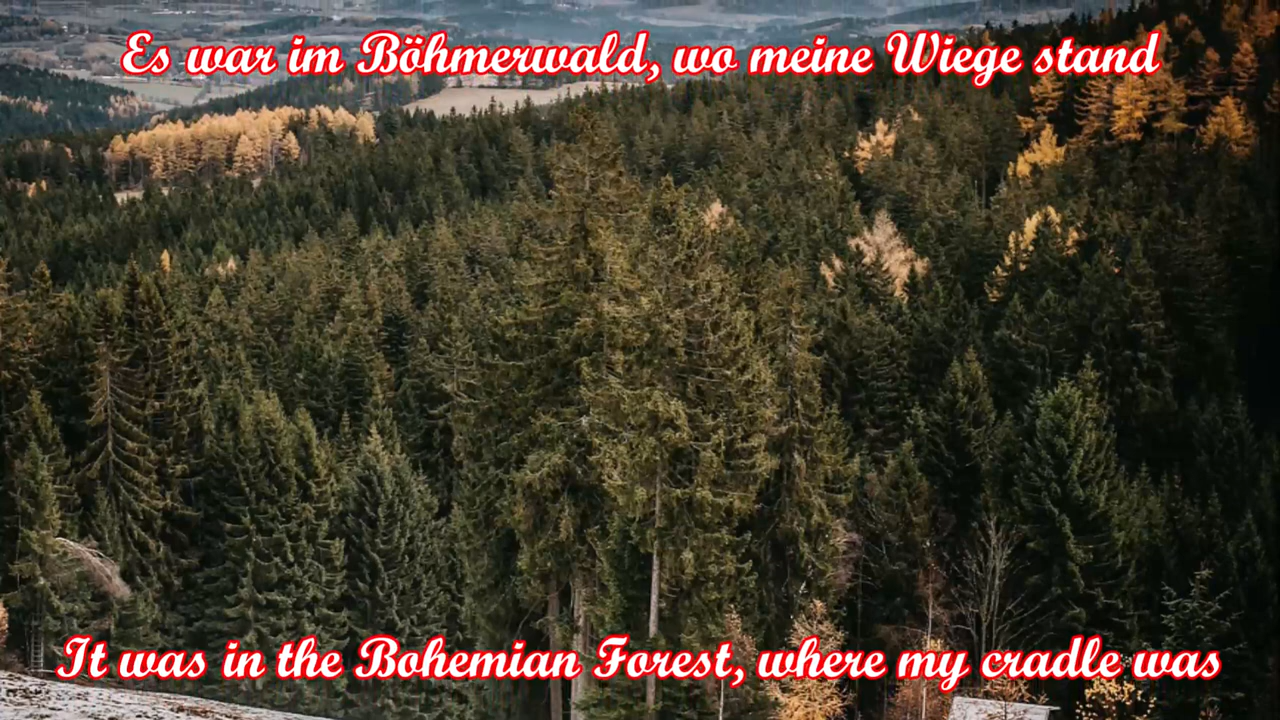 Es war im Böhmerwald, wo meine Wiege stand
It was in the Bohemian Forest, where my cradle was